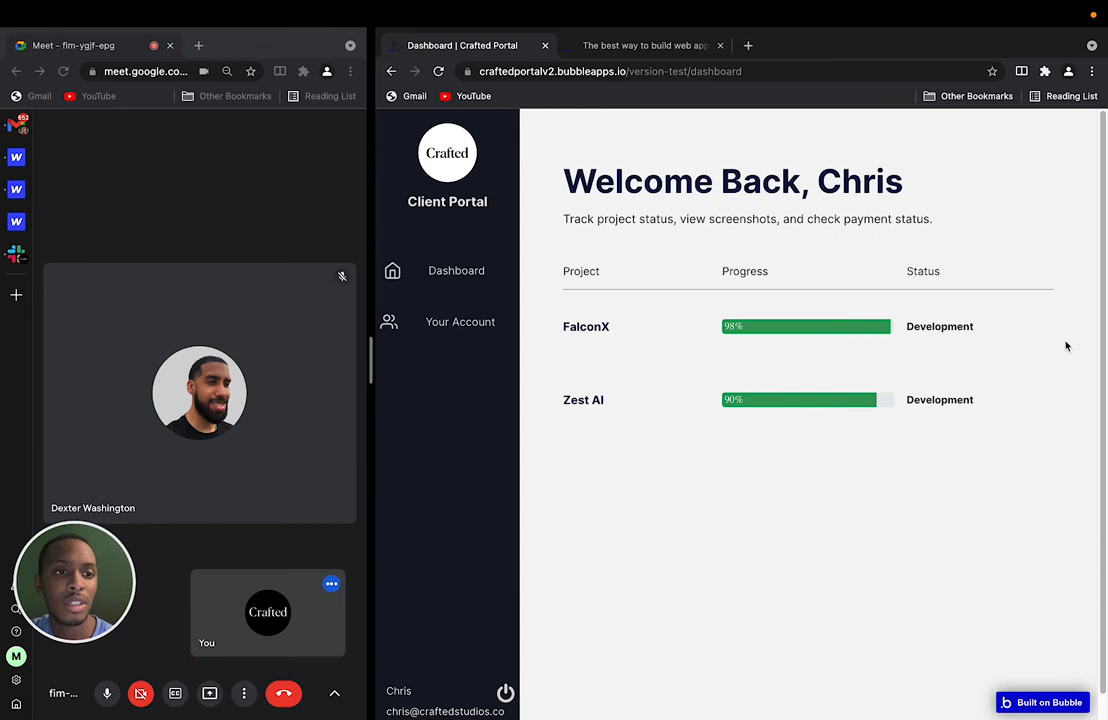 Meet - fim-ygjf-epg
meet.google.co...
Gmail
YouTube
Other Bookmarks
Reading List
652
Dexter Washington
Crafted
You
M
fim-...
Dashboard | Crafted Portal
The best way to build web app
craftedportalv2.bubbleapps.io/version-test/dashboard
Gmail
YouTube
Other Bookmarks
Reading List
Crafted
Client Portal
Dashboard
Your Account
Chris
chris@craftedstudios.co
Welcome Back, Chris
Track project status, view screenshots, and check payment status.
Project Progress Status
FalconX 98% Development
Zest AI 90% Development
Built on Bubble